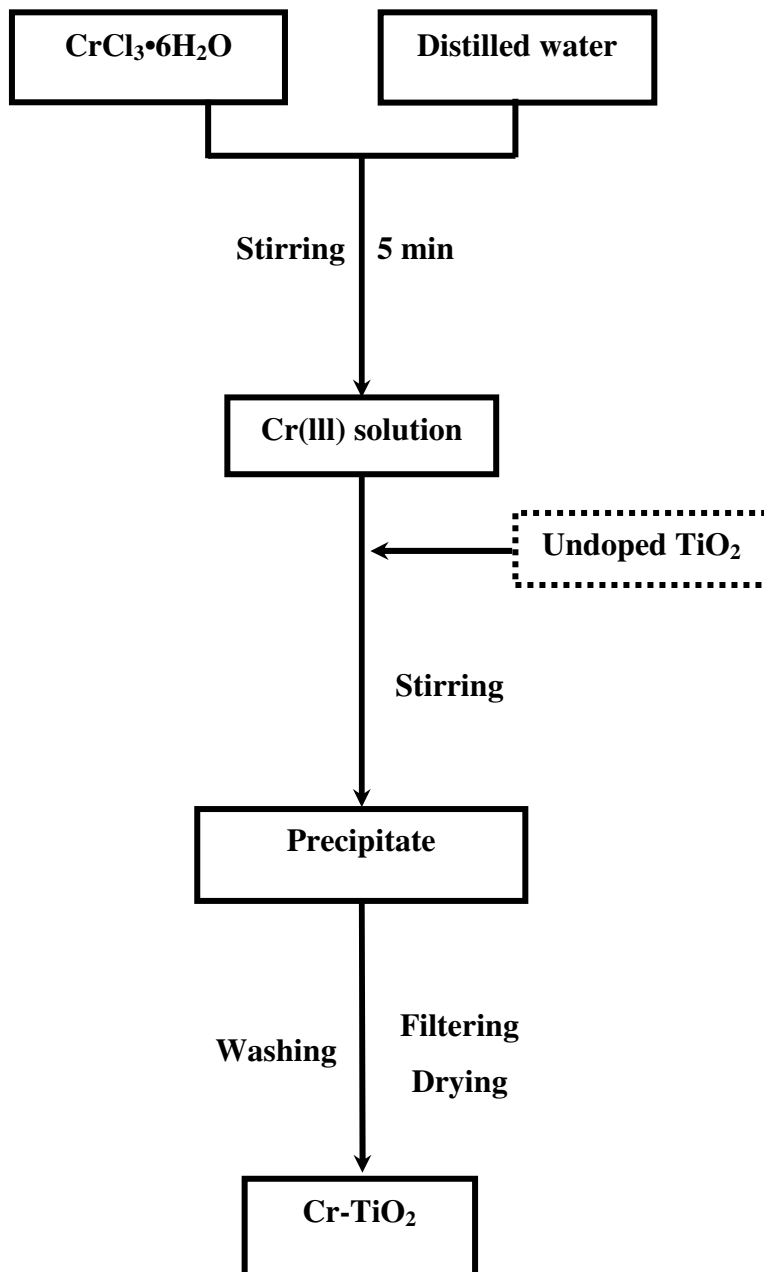 CrCl₃•6H₂O
Distilled water
Stirring 5 min
Cr(lll) solution
Undoped TiO₂
Stirring
Precipitate
Washing
Filtering
Drying
Cr-TiO₂